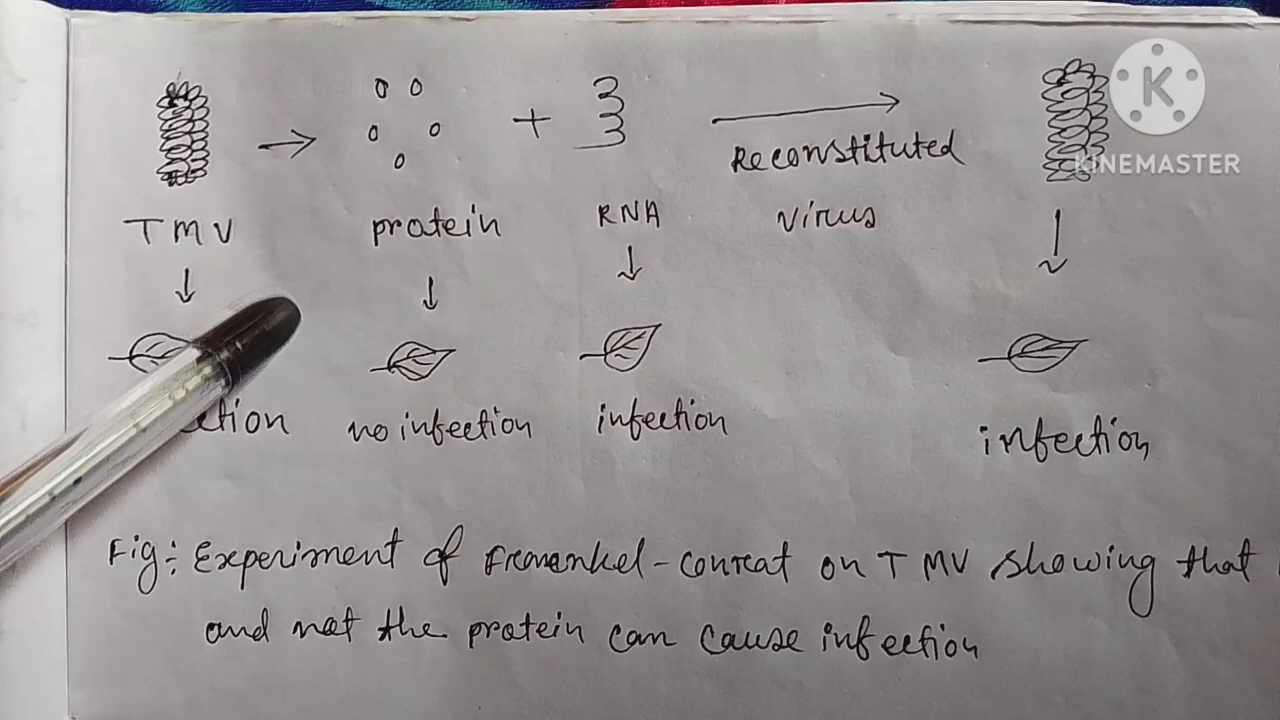 K
KINEMASTER
Reconstituted
TMV protein RNA virus
no infection infection infection
Fig: Experiment of Fraenkel-conrat on TMV showing that
and not the protein can cause infection